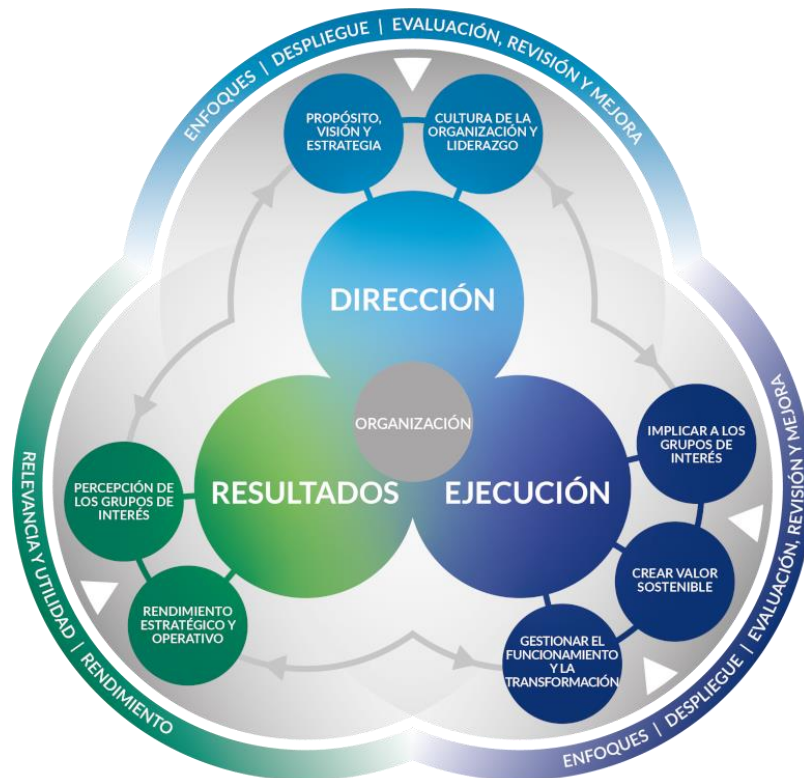 ENFOQUES | DESPLIEGUE | EVALUACIÓN, REVISIÓN Y MEJORA
PROPÓSITO,
VISIÓN Y
ESTRATEGIA
CULTURA DE LA
ORGANIZACIÓN Y
LIDERAZGO
DIRECCIÓN
ORGANIZACIÓN
RESULTADOS
EJECUCIÓN
IMPLICAR A LOS
GRUPOS DE
INTERÉS
CREAR VALOR
SOSTENIBLE
GESTIONAR EL
FUNCIONAMIENTO
Y LA
TRANSFORMACIÓN
ENFOQUES | DESPLIEGUE | EVALUACIÓN, REVISIÓN Y MEJORA
PERCEPCIÓN DE
LOS GRUPOS DE
INTERÉS
RENDIMIENTO
ESTRATÉGICO Y
OPERATIVO
RELEVANCIA Y UTILIDAD | RENDIMIENTO